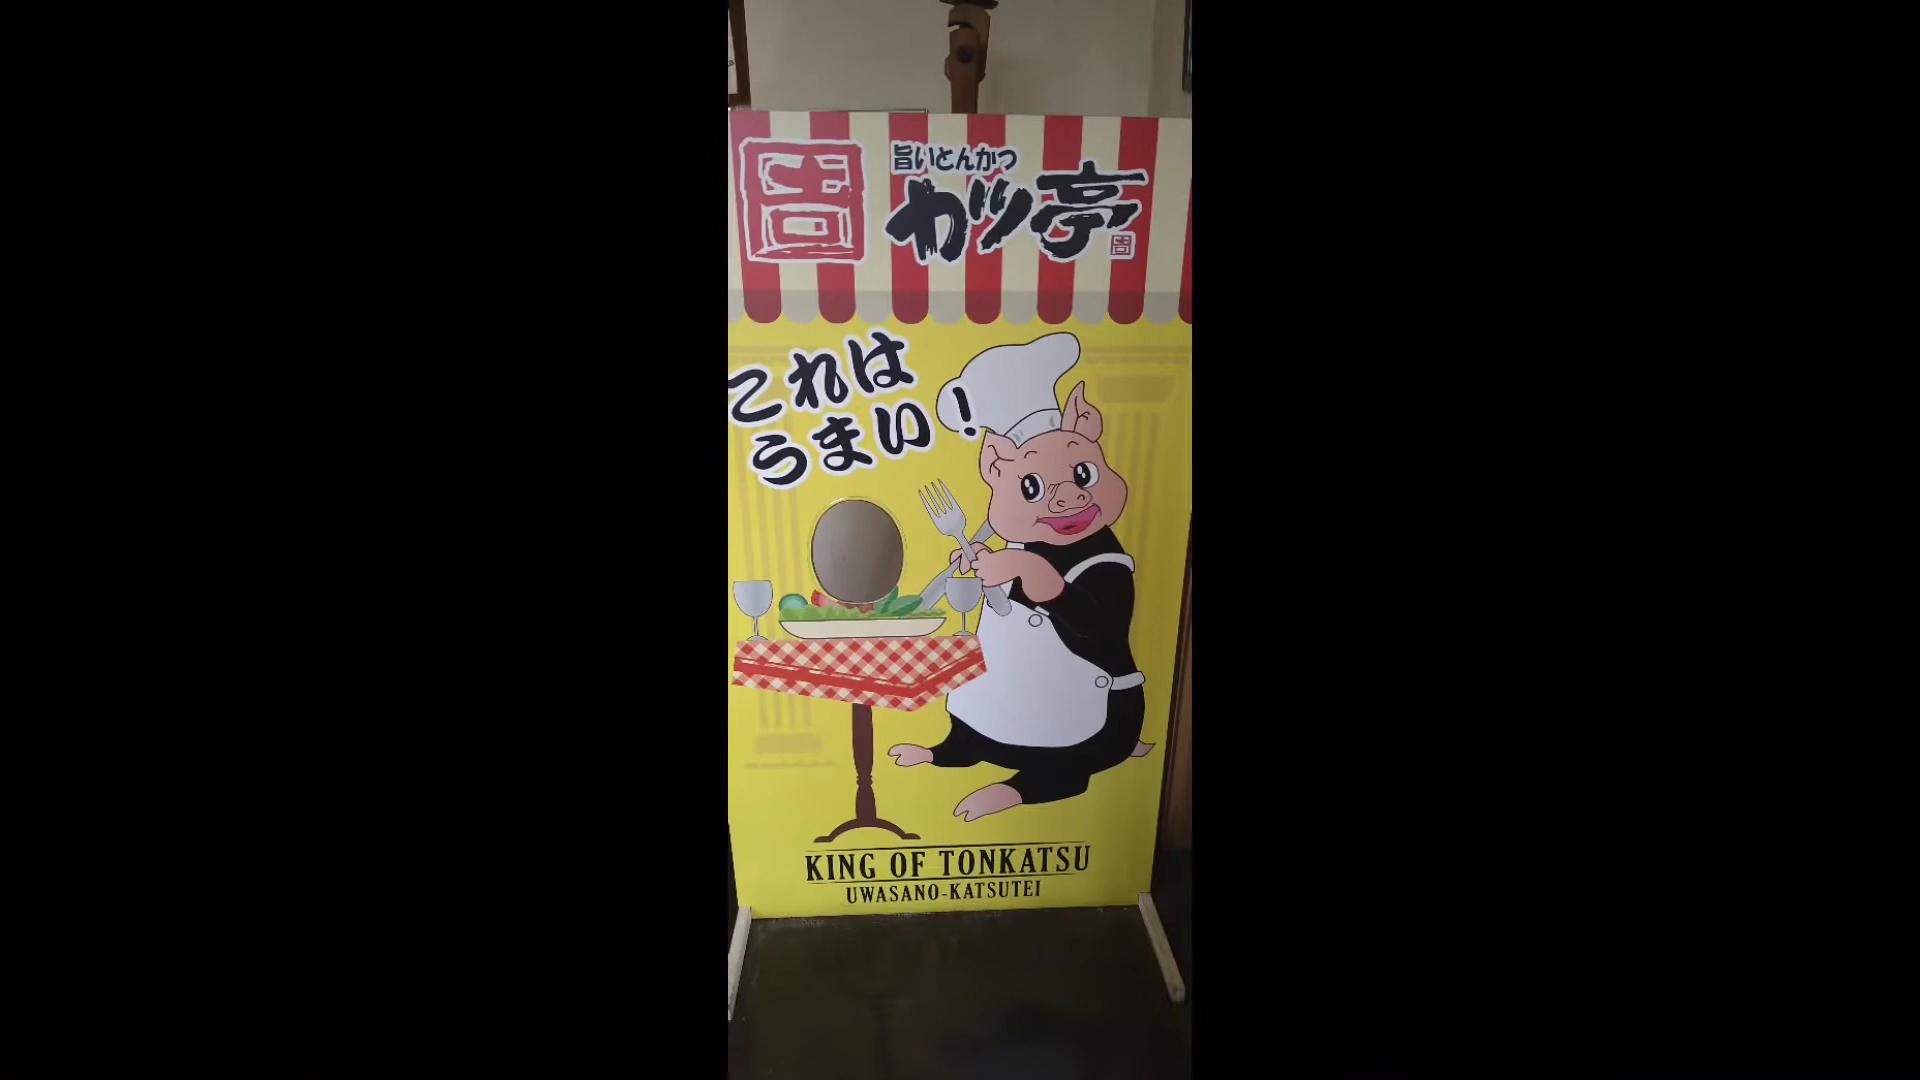 旨いとんかつ
カツ亭
これは
うまい!
KING OF TONKATSU
UWASANO-KATSUTEI